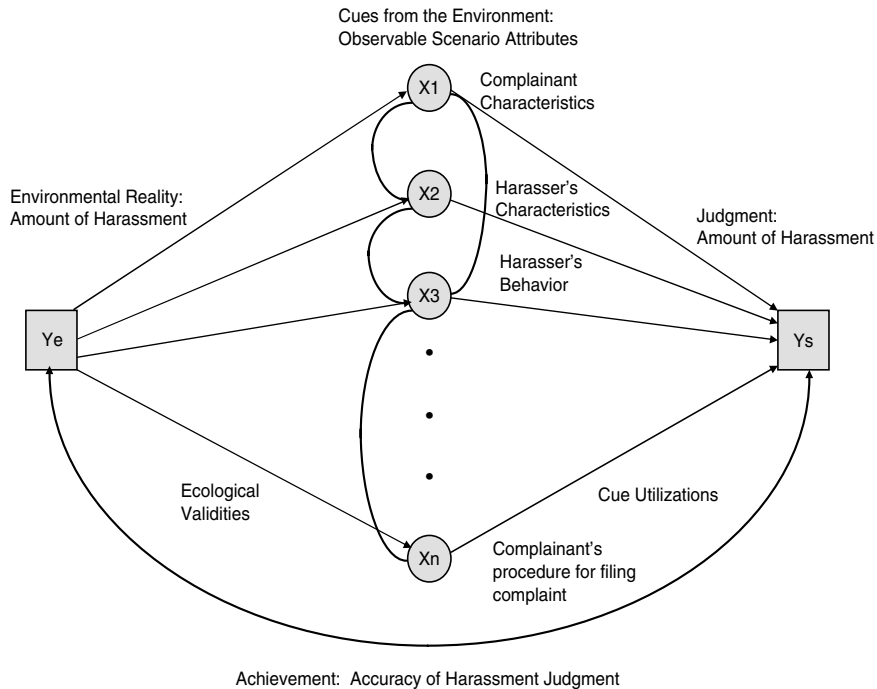 Cues from the Environment:
Observable Scenario Attributes
X1
Complainant
Characteristics
X2
Harasser's
Characteristics
Environmental Reality:
Amount of Harassment
Judgment:
Amount of Harassment
Harasser's
Behavior
X3
Ye
Ys
Ecological
Validities
Cue Utilizations
Xn
Complainant's
procedure for filing
complaint
Achievement: Accuracy of Harassment Judgment